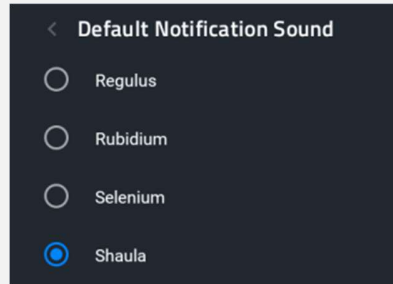 Default Notification Sound
Regulus
Rubidium
Selenium
Shaula